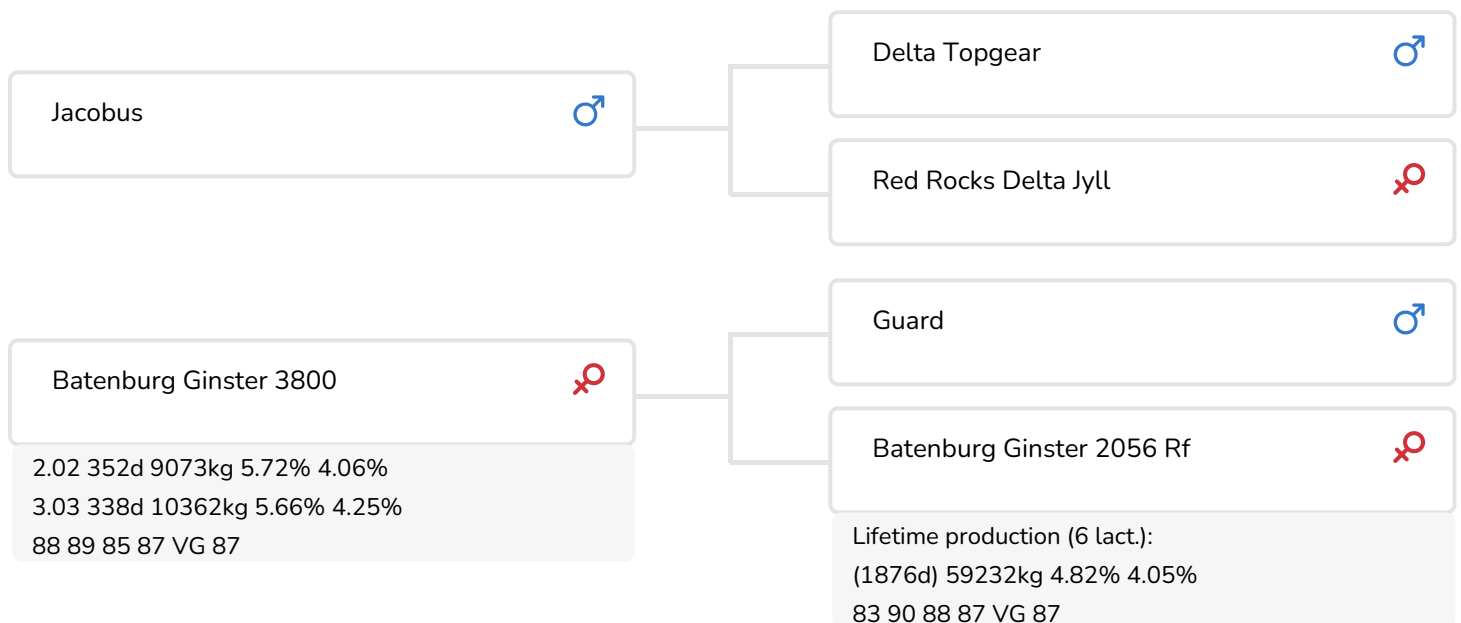 Delta Topgear
Jacobus
Red Rocks Delta Jyll
Guard
Batenburg Ginster 3800
Batenburg Ginster 2056 Rf
2.02 352d 9073kg 5.72% 4.06%
3.03 338d 10362kg 5.66% 4.25%
88 89 85 87 VG 87
Lifetime production (6 lact.):
(1876d) 59232kg 4.82% 4.05%
83 90 88 87 VG 87